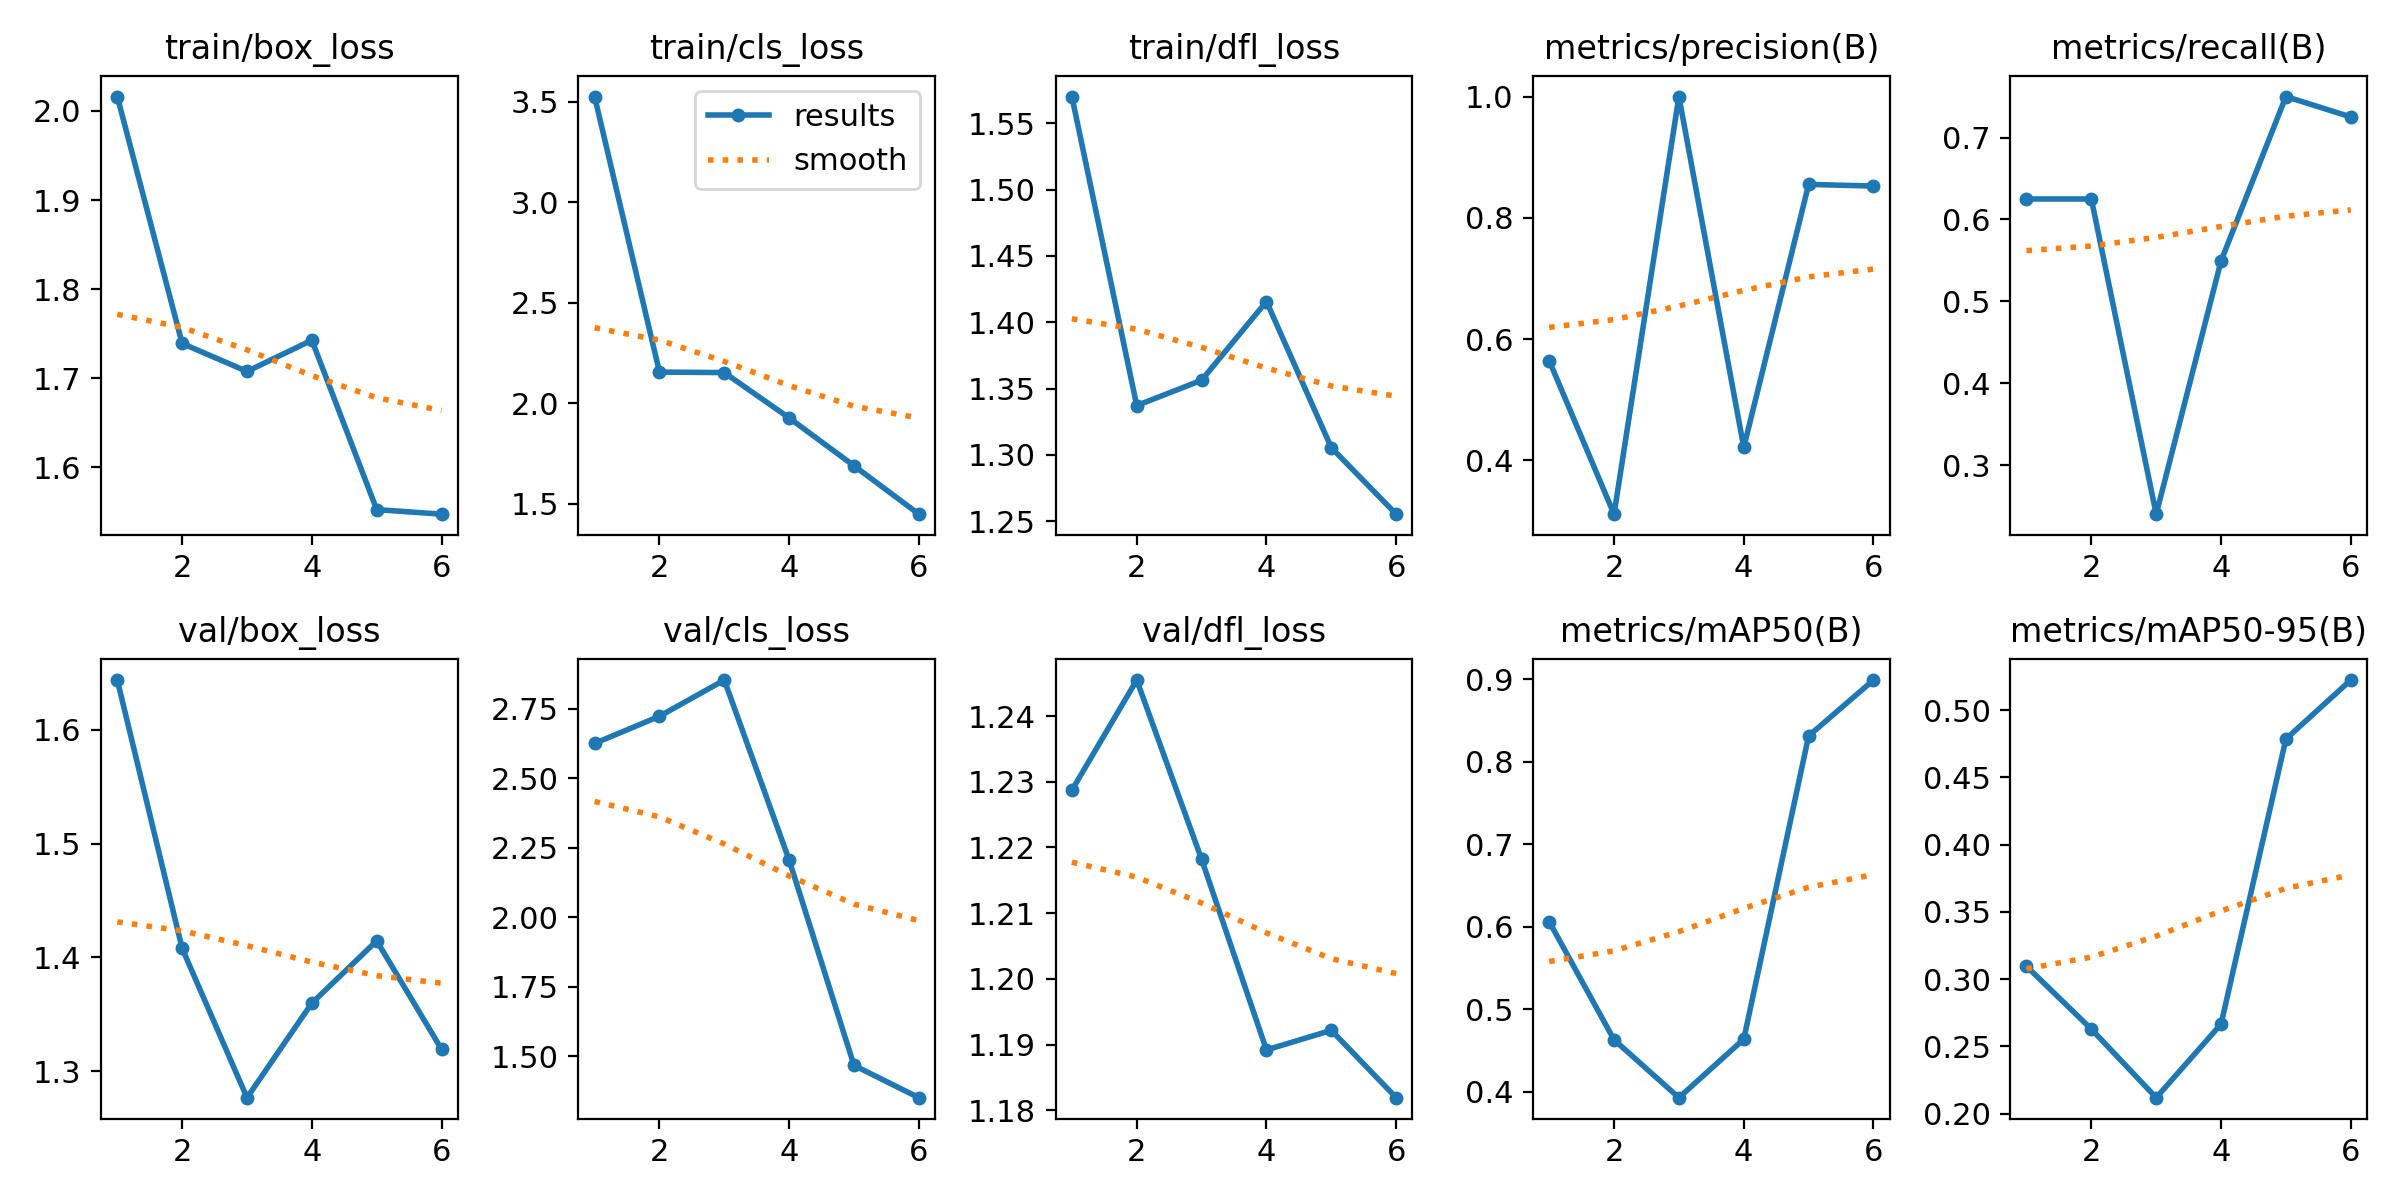 train/box_loss
2.0
1.9
1.8
1.7
1.6
2 4 6
train/cls_loss
results
smooth
3.5
3.0
2.5
2.0
1.5
2 4 6
train/dfl_loss
1.55
1.50
1.45
1.40
1.35
1.30
1.25
2 4 6
metrics/precision(B)
1.0
0.8
0.6
0.4
2 4 6
metrics/recall(B)
0.7
0.6
0.5
0.4
0.3
2 4 6
val/box_loss
1.6
1.5
1.4
1.3
2 4 6
val/cls_loss
2.75
2.50
2.25
2.00
1.75
1.50
2 4 6
val/dfl_loss
1.24
1.23
1.22
1.21
1.20
1.19
1.18
2 4 6
metrics/mAP50(B)
0.9
0.8
0.7
0.6
0.5
0.4
2 4 6
metrics/mAP50-95(B)
0.50
0.45
0.40
0.35
0.30
0.25
0.20
2 4 6